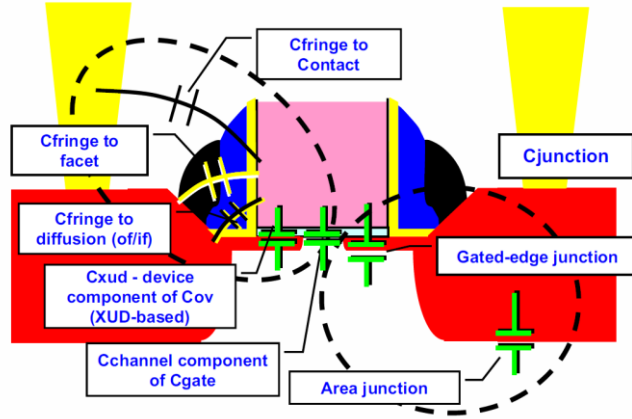 Cfringe to
Contact
Cfringe to
facet
Cjunction
Cfringe to
diffusion (of/if)
Gated-edge junction
Cxud - device
component of Cov
(XUD-based)
Cchannel component
of Cgate
Area junction